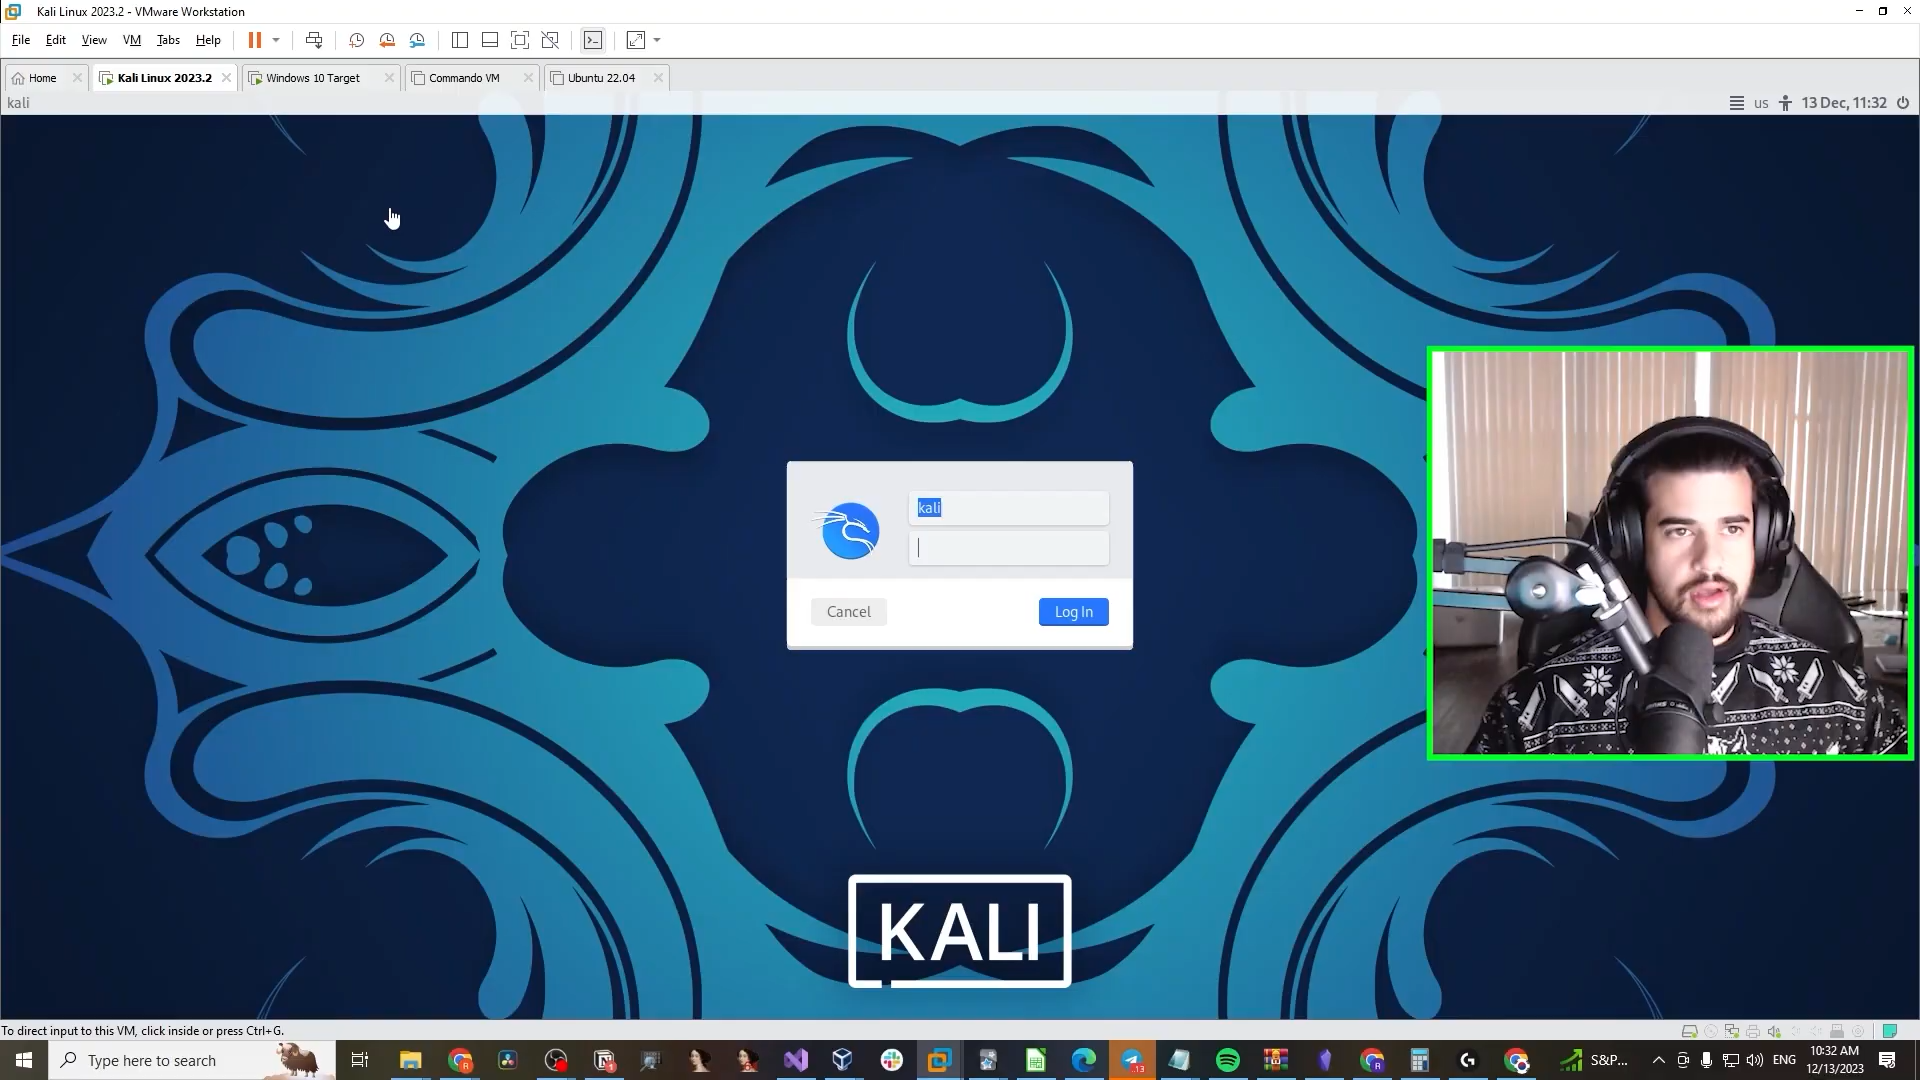 Kali Linux 2023.2 - VMware Workstation
File Edit View VM Tabs Help
Home Kali Linux 2023.2 Windows 10 Target Commando VM Ubuntu 22.04
kali us 13 Dec, 11:32
kali
Cancel Log In
KALI
To direct input to this VM, click inside or press Ctrl+G.
Type here to search S&P... ENG 10:32 AM
12/13/2023